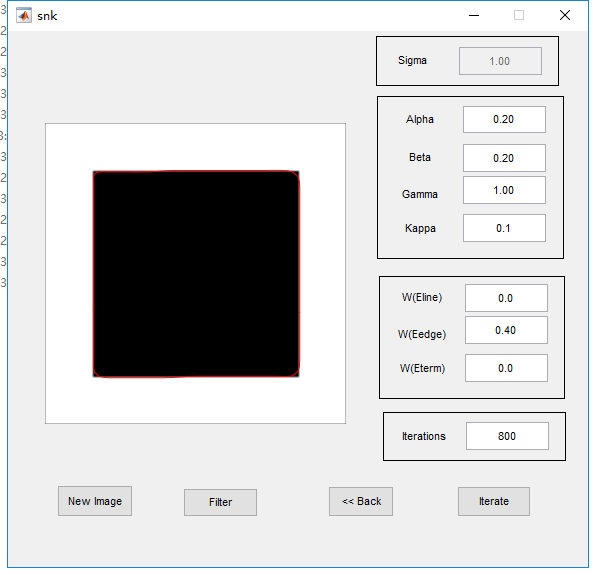 snk
Sigma 1.00
Alpha 0.20
Beta 0.20
Gamma 1.00
Kappa 0.1
W(Eline) 0.0
W(Eedge) 0.40
W(Eterm) 0.0
Iterations 800
New Image Filter << Back Iterate